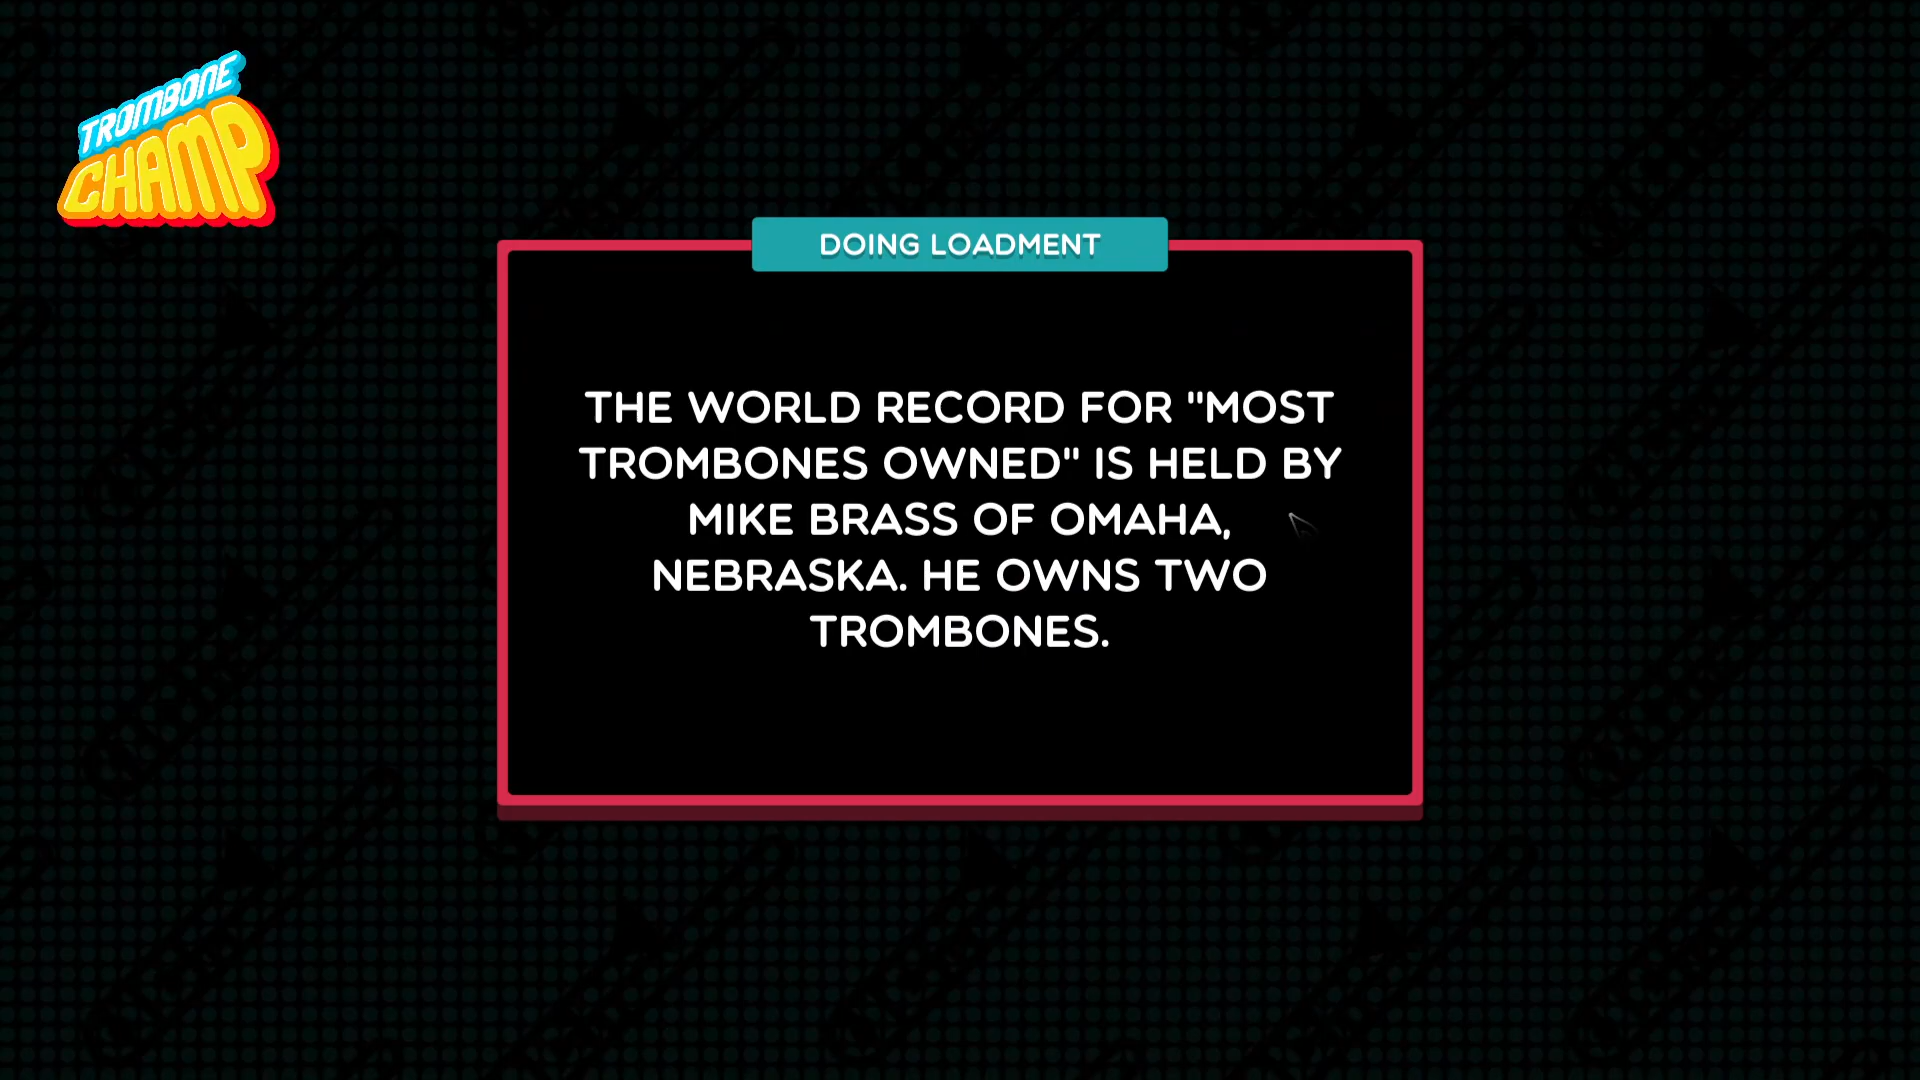 TROMBONE
CHAMP
DOING LOADMENT
THE WORLD RECORD FOR "MOST
TROMBONES OWNED" IS HELD BY
MIKE BRASS OF OMAHA,
NEBRASKA. HE OWNS TWO
TROMBONES.